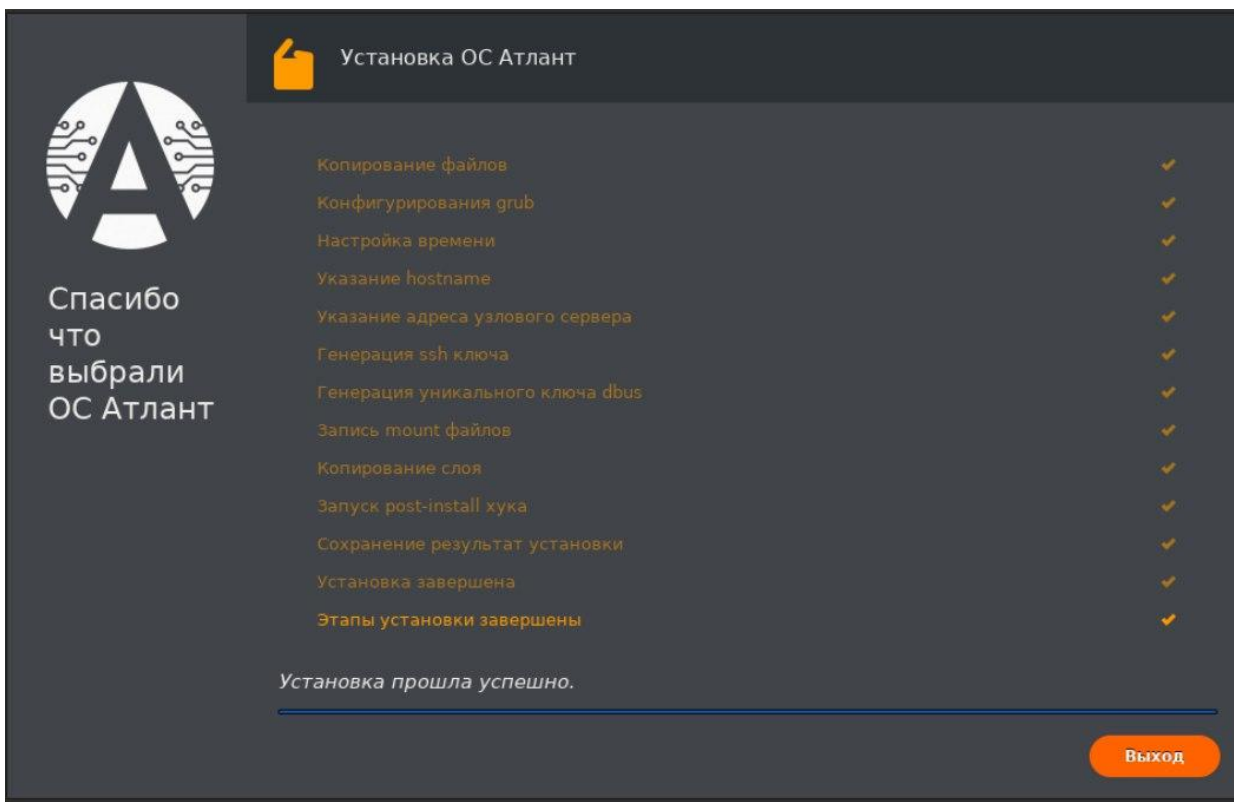 Установка ОС Атлант
Спасибо
что
выбрали
ОС Атлант
Копирование файлов
Конфигурирования grub
Настройка времени
Указание hostname
Указание адреса узлового сервера
Генерация ssh ключа
Генерация уникального ключа dbus
Запись mount файлов
Копирование слоя
Запуск post-install хука
Сохранение результат установки
Установка завершена
Этапы установки завершены
Установка прошла успешно.
Выход